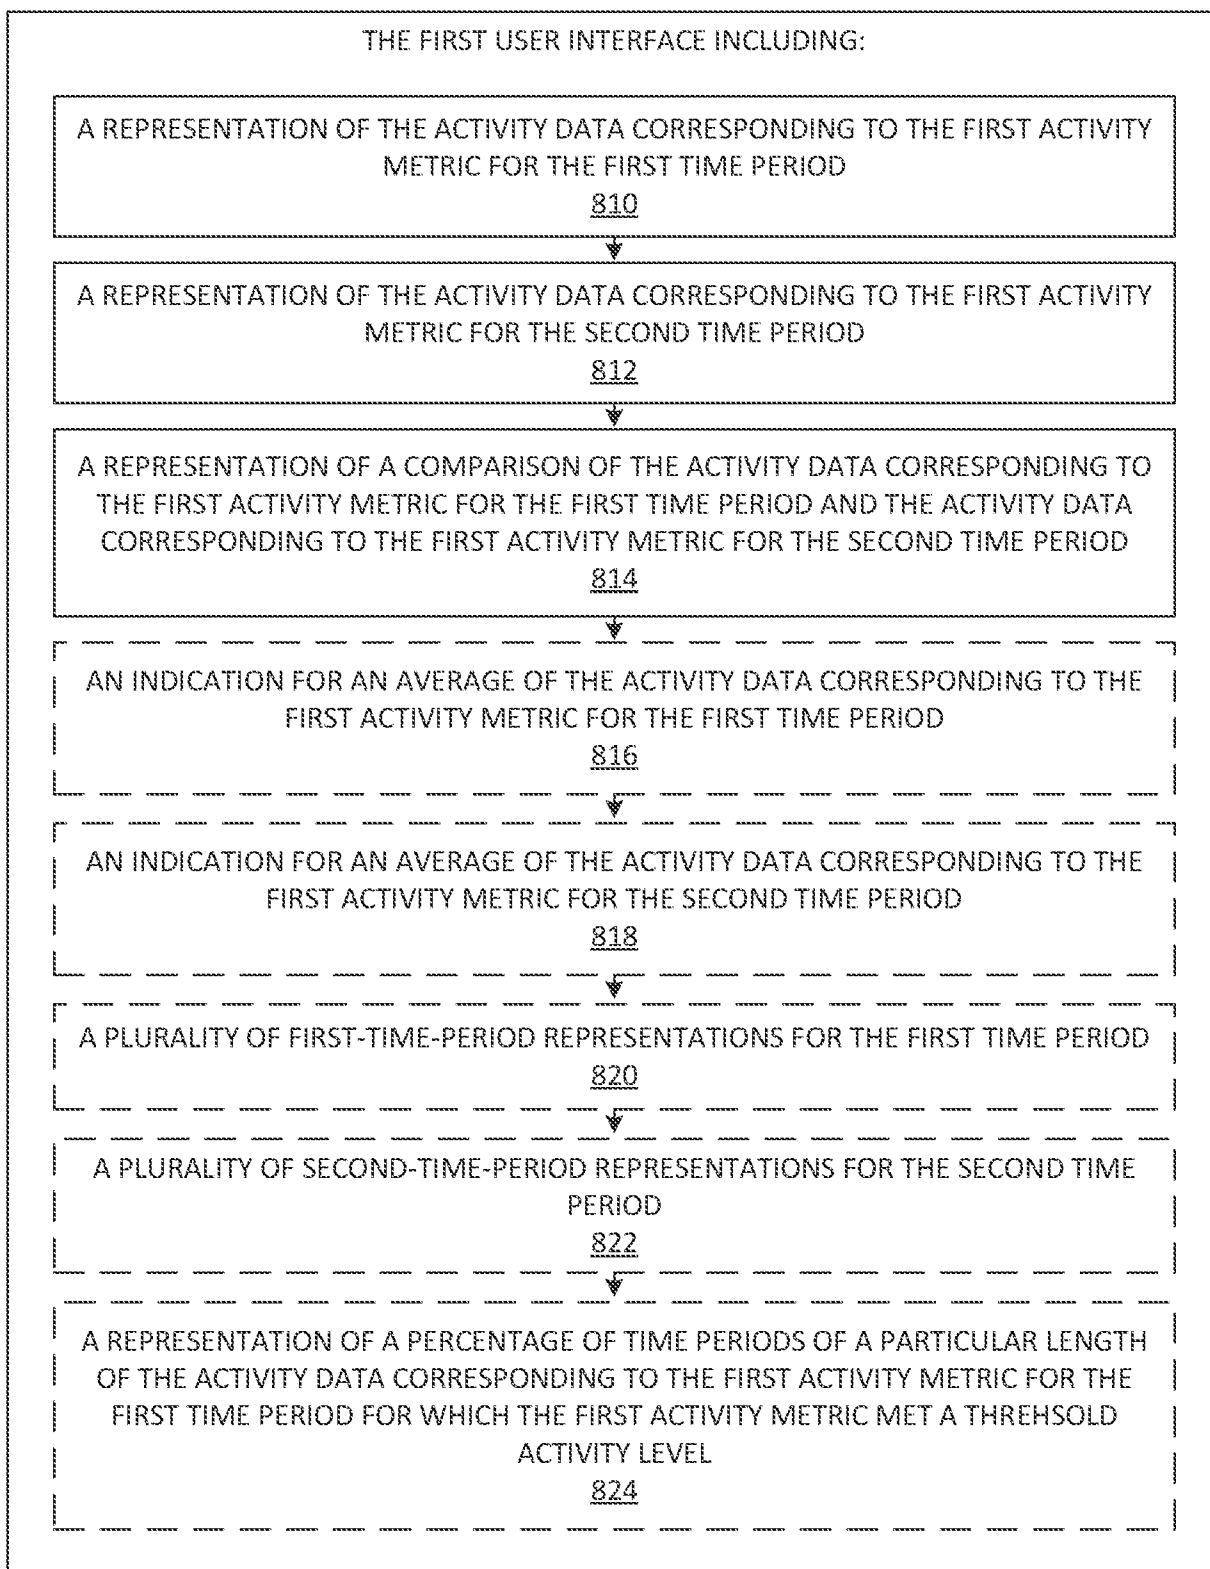 THE FIRST USER INTERFACE INCLUDING:
A REPRESENTATION OF THE ACTIVITY DATA CORRESPONDING TO THE FIRST ACTIVITY
METRIC FOR THE FIRST TIME PERIOD
810
A REPRESENTATION OF THE ACTIVITY DATA CORRESPONDING TO THE FIRST ACTIVITY
METRIC FOR THE SECOND TIME PERIOD
812
A REPRESENTATION OF A COMPARISON OF THE ACTIVITY DATA CORRESPONDING TO
THE FIRST ACTIVITY METRIC FOR THE FIRST TIME PERIOD AND THE ACTIVITY DATA
CORRESPONDING TO THE FIRST ACTIVITY METRIC FOR THE SECOND TIME PERIOD
814
AN INDICATION FOR AN AVERAGE OF THE ACTIVITY DATA CORRESPONDING TO THE
FIRST ACTIVITY METRIC FOR THE FIRST TIME PERIOD
816
AN INDICATION FOR AN AVERAGE OF THE ACTIVITY DATA CORRESPONDING TO THE
FIRST ACTIVITY METRIC FOR THE SECOND TIME PERIOD
818
A PLURALITY OF FIRST-TIME-PERIOD REPRESENTATIONS FOR THE FIRST TIME PERIOD
820
A PLURALITY OF SECOND-TIME-PERIOD REPRESENTATIONS FOR THE SECOND TIME
PERIOD
822
A REPRESENTATION OF A PERCENTAGE OF TIME PERIODS OF A PARTICULAR LENGTH
OF THE ACTIVITY DATA CORRESPONDING TO THE FIRST ACTIVITY METRIC FOR THE
FIRST TIME PERIOD FOR WHICH THE FIRST ACTIVITY METRIC MET A THREHSOLD
ACTIVITY LEVEL
824